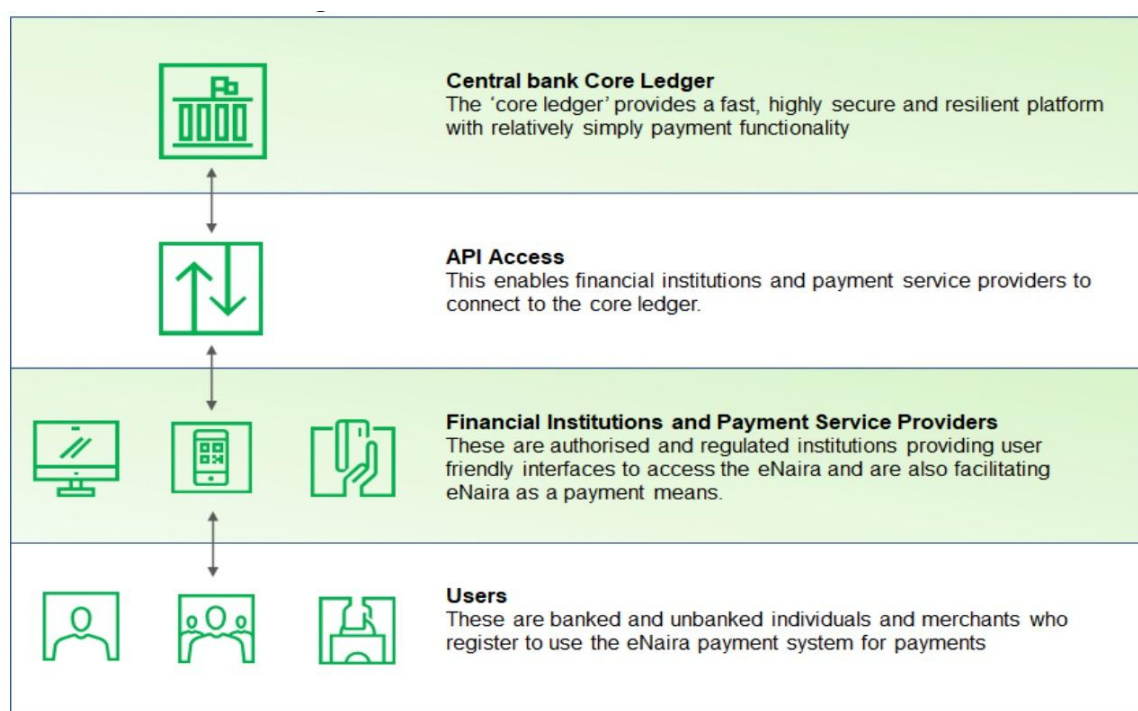 Central bank Core Ledger
The ‘core ledger’ provides a fast, highly secure and resilient platform
with relatively simply payment functionality
API Access
This enables financial institutions and payment service providers to
connect to the core ledger.
Financial Institutions and Payment Service Providers
These are authorised and regulated institutions providing user
friendly interfaces to access the eNaira and are also facilitating
eNaira as a payment means.
Users
These are banked and unbanked individuals and merchants who
register to use the eNaira payment system for payments